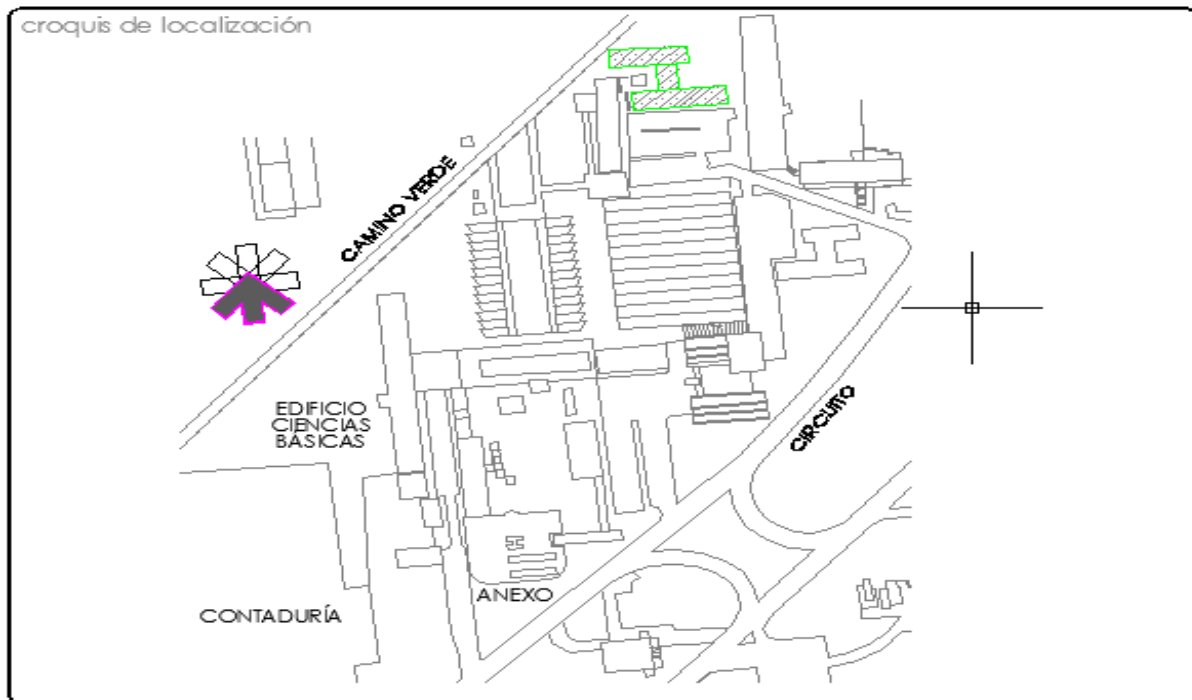 croquis de localización
CAMINO VERDE
EDIFICIO
CIENCIAS
BÁSICAS
CIRCUITO
ANEXO
CONTADURÍA